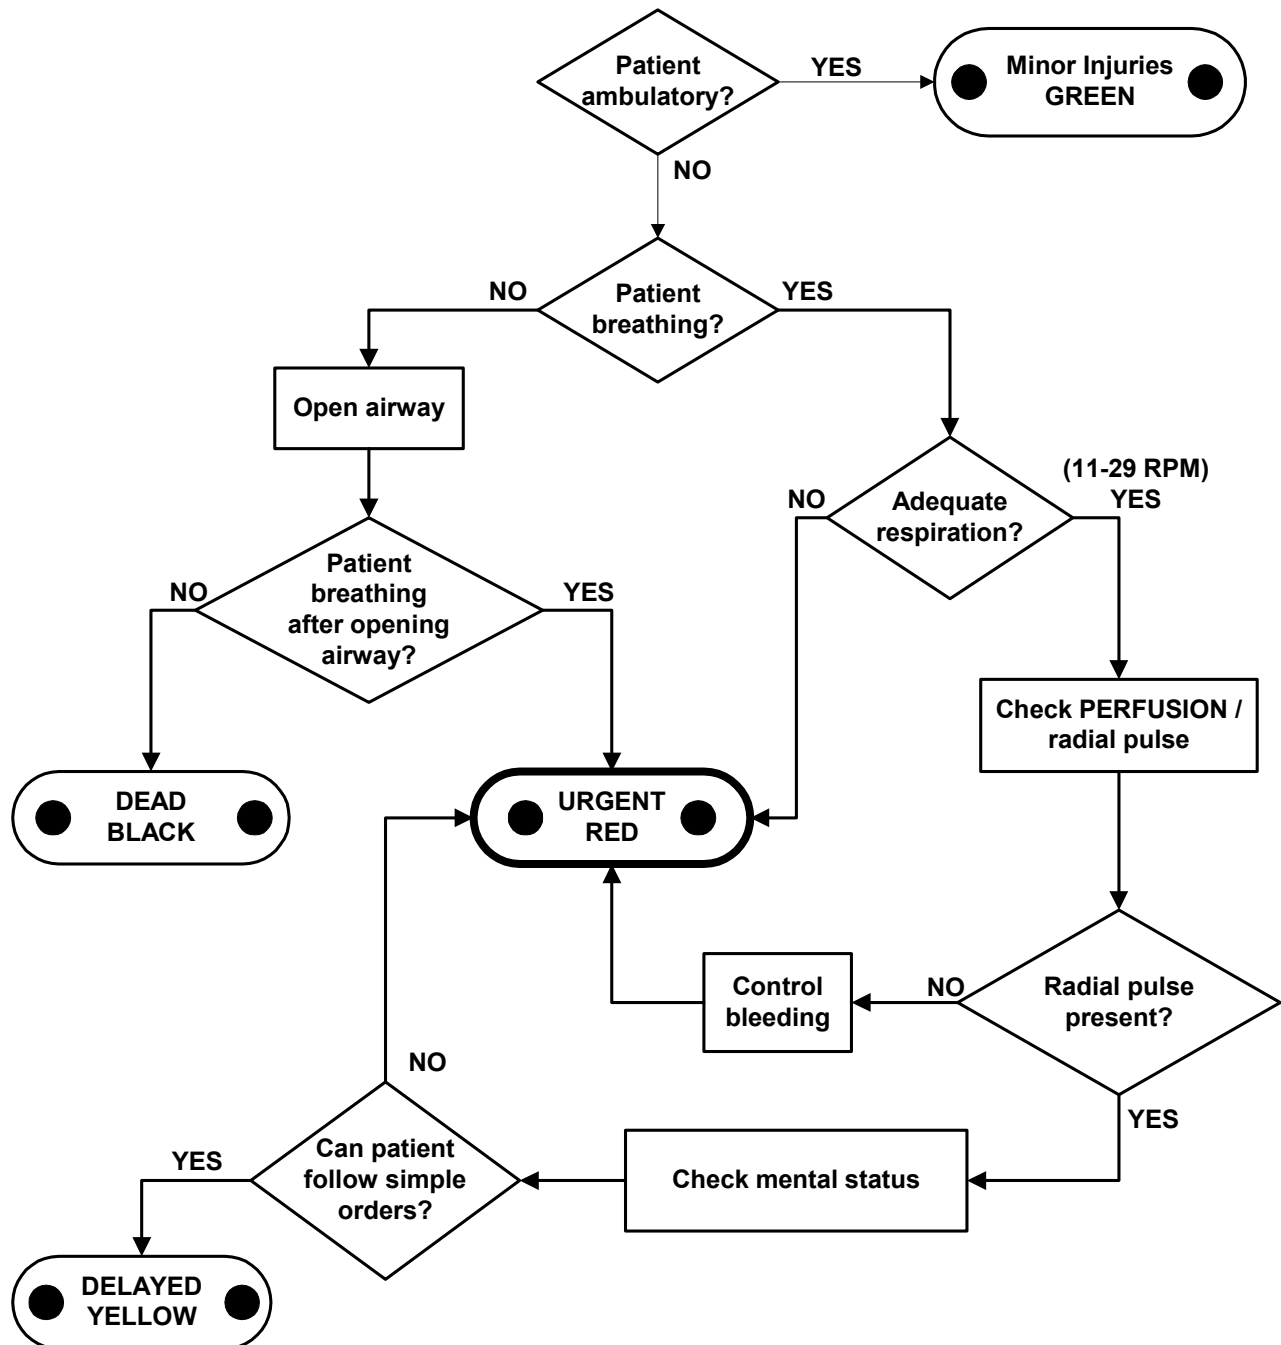 Patient
ambulatory?
YES
Minor Injuries
GREEN
NO
Patient
breathing?
NO
YES
Open airway
Adequate
respiration?
NO
(11-29 RPM)
YES
Patient
breathing
after opening
airway?
NO
YES
Check PERFUSION /
radial pulse
DEAD
BLACK
URGENT
RED
Radial pulse
present?
NO
Control
bleeding
YES
Check mental status
Can patient
follow simple
orders?
NO
YES
DELAYED
YELLOW